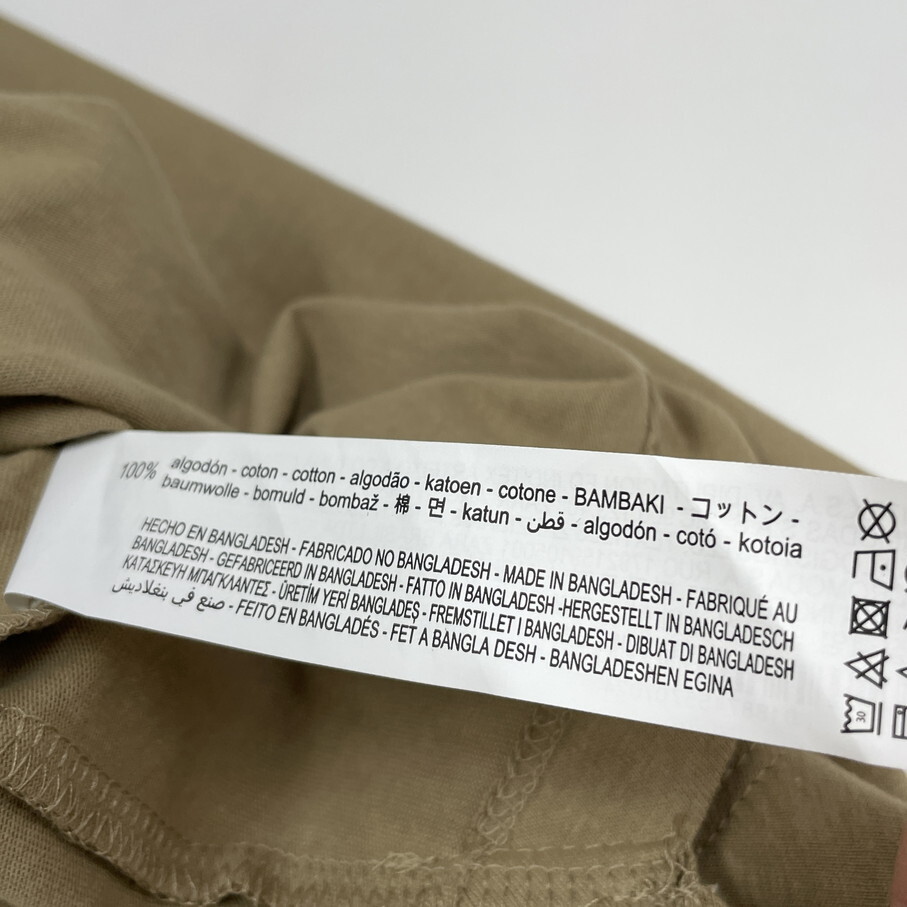 100% algodón - coton - cotton - algodão - katoen - cotone - BAMBAKI - コットン -
baumwolle - bomuld - bombaž - 棉 - 면 - katun - قطن - algodón - cotó - kotoia
HECHO EN BANGLADESH - FABRICADO NO BANGLADESH - MADE IN BANGLADESH - FABRIQUÉ AU
BANGLADESH - GEFABRICEERD IN BANGLADESH - FATTO IN BANGLADESH -HERGESTELLT IN BANGLADESCH
ΚΑΤΑΣΚΕΥΗ ΜΠΑΓΚΛΑΝΤΕΣ - ÜRETİM YERİ BANGLADEŞ - FREMSTILLET I BANGLADESH - DIBUAT DI BANGLADESH
صنع في بنغلاديش - FEITO EN BANGLADÉS - FET A BANGLA DESH - BANGLADESHEN EGINA
30